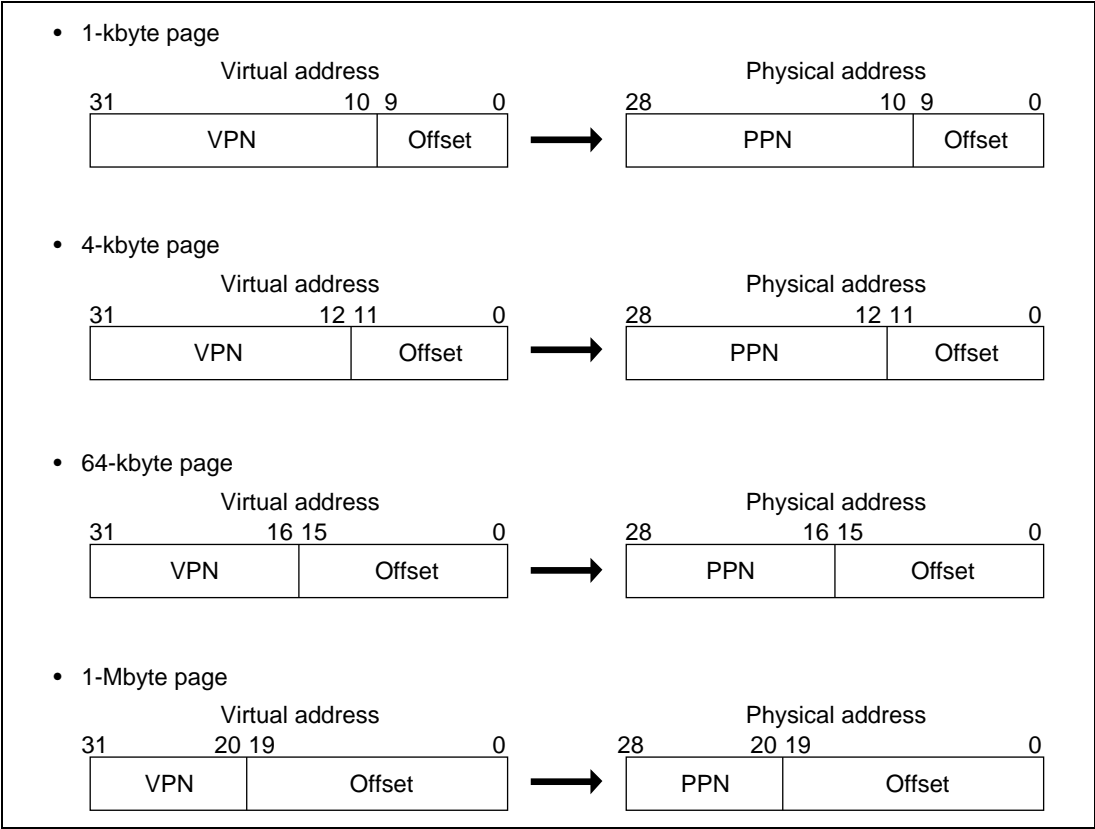 • 1-kbyte page
Virtual address Physical address
31 10 9 0 28 10 9 0
VPN Offset PPN Offset
• 4-kbyte page
Virtual address Physical address
31 12 11 0 28 12 11 0
VPN Offset PPN Offset
• 64-kbyte page
Virtual address Physical address
31 16 15 0 28 16 15 0
VPN Offset PPN Offset
• 1-Mbyte page
Virtual address Physical address
31 20 19 0 28 20 19 0
VPN Offset PPN Offset